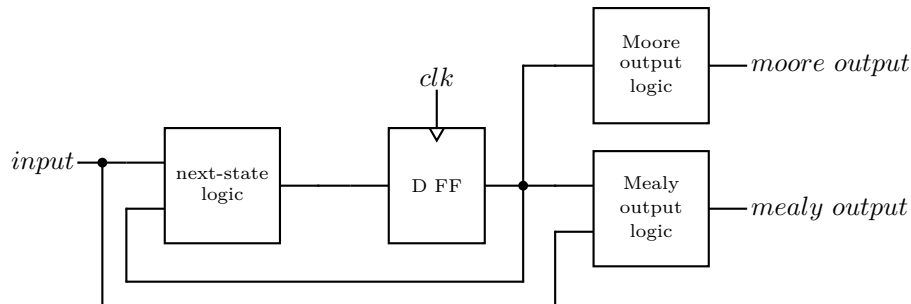 Moore
output
logic
moore output
clk
input
next-state
logic
D FF
Mealy
output
logic
mealy output